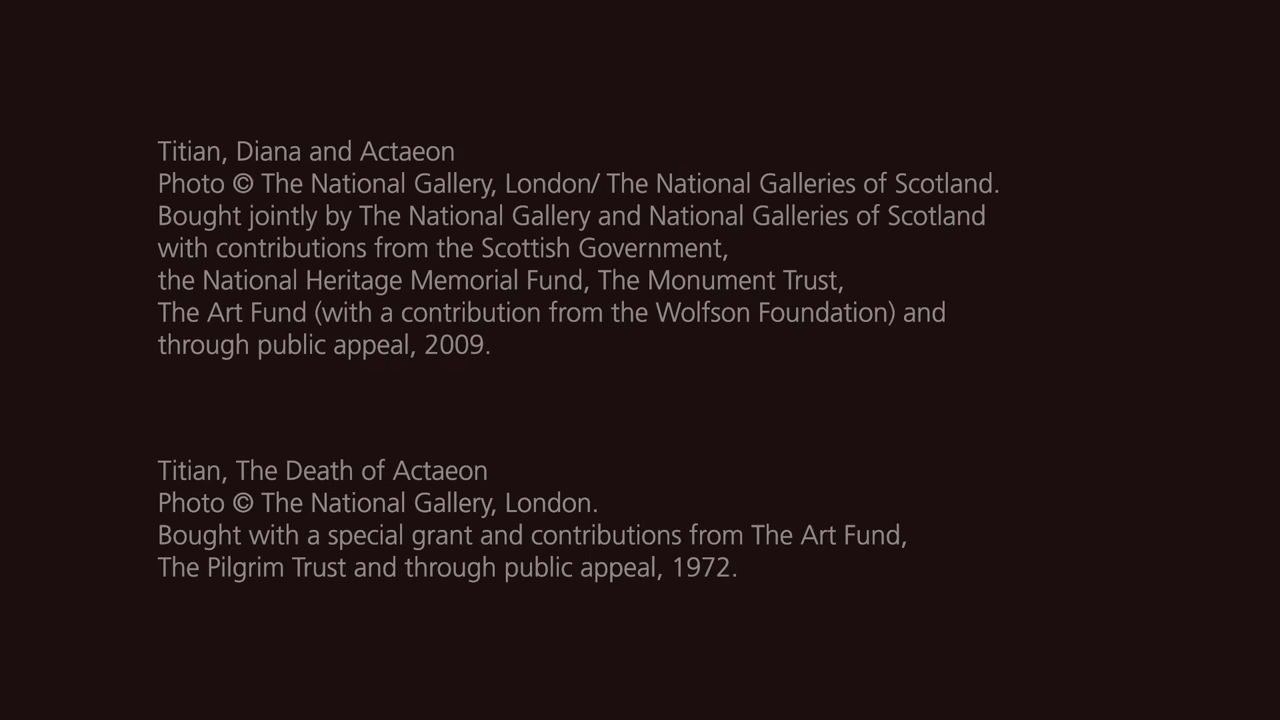 Titian, Diana and Actaeon
Photo © The National Gallery, London/ The National Galleries of Scotland.
Bought jointly by The National Gallery and National Galleries of Scotland
with contributions from the Scottish Government,
the National Heritage Memorial Fund, The Monument Trust,
The Art Fund (with a contribution from the Wolfson Foundation) and
through public appeal, 2009.
Titian, The Death of Actaeon
Photo © The National Gallery, London.
Bought with a special grant and contributions from The Art Fund,
The Pilgrim Trust and through public appeal, 1972.